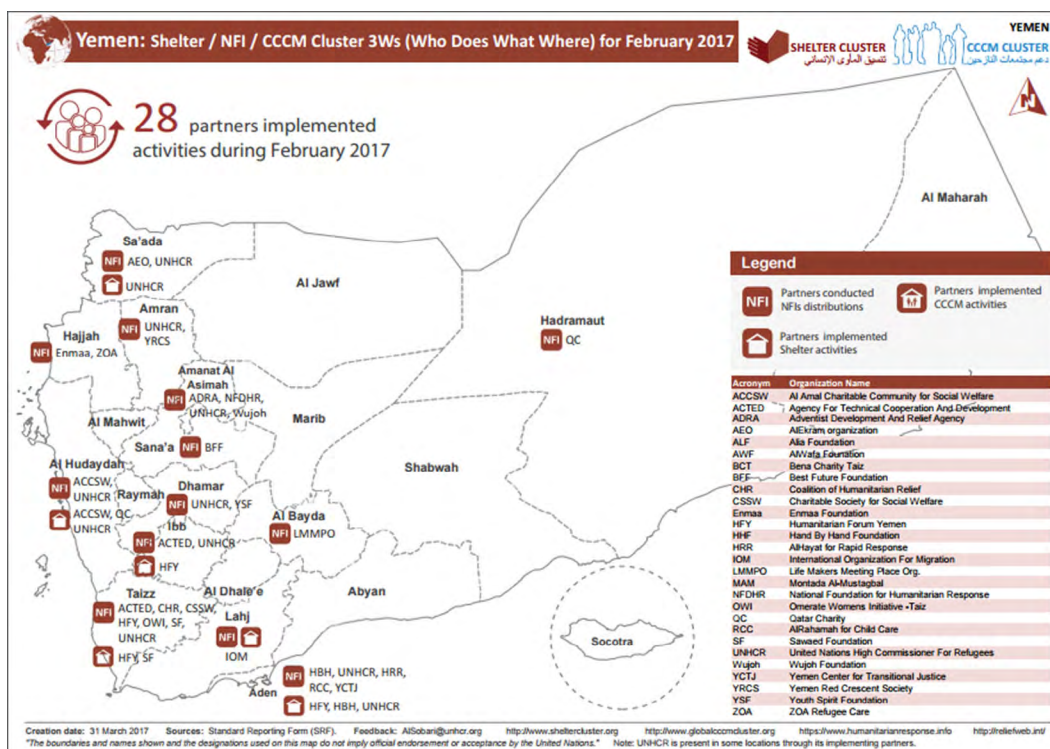 Yemen: Shelter / NFI / CCCM Cluster 3Ws (Who Does What Where) for February 2017
SHELTER CLUSTER
تنسيق المأوى الإنساني
YEMEN
CCCM CLUSTER
دعم مجتمعات النازحين
N
28 partners implemented
activities during February 2017
Al Maharah
Sa'ada
NFI AEO, UNHCR
UNHCR
Al Jawf
Amran
NFI UNHCR,
YRCS
Hajjah
NFI Enmaa, ZOA
Hadramaut
NFI QC
Amanat Al
Asimah
NFI ADRA, NFDHR,
UNHCR, Wujoh
Marib
Al Mahwit
Sana'a NFI BFF
Shabwah
Al Hudaydah
NFI ACCSW,
UNHCR
ACCSW, QC,
UNHCR
Raymah
Dhamar
NFI UNHCR, YSF
Al Bayda
NFI LMMPO
Ibb
NFI ACTED, UNHCR
HFY
Taizz
NFI ACTED, CHR, CSSW,
HFY, OWI, SF,
UNHCR
HFY, SF
Al Dhale'e
Abyan
Lahj
NFI
IOM
Aden
NFI HBH, UNHCR, HRR,
RCC, YCTJ
HFY, HBH, UNHCR
Socotra
Legend
NFI Partners conducted
NFIs distributions
Partners implemented
CCCM activities
Partners implemented
Shelter activities
Acronym Organization Name
ACCSW Al Amal Charitable Community for Social Welfare
ACTED Agency For Technical Cooperation And Development
ADRA Adventist Development And Relief Agency
AEO AlEkram organization
ALF Alia Foundation
AWF AlWafa Foundation
BCT Bena Charity Taiz
BFF Best Future Foundation
CHR Coalition of Humanitarian Relief
CSSW Charitable Society for Social Welfare
Enmaa Enmaa Foundation
HFY Humanitarian Forum Yemen
HHF Hand By Hand Foundation
HRR AlHayat for Rapid Response
IOM International Organization For Migration
LMMPO Life Makers Meeting Place Org.
MAM Montada Al-Mustagbal
NFDHR National Foundation for Humanitarian Response
OWI Omerate Womens Initiative -Taiz
QC Qatar Charity
RCC AlRahamah for Child Care
SF Sawaed Foundation
UNHCR United Nations High Commissioner For Refugees
Wujoh Wujoh Foundation
YCTJ Yemen Center for Transitional Justice
YRCS Yemen Red Crescent Society
YSF Youth Spirit Foundation
ZOA ZOA Refugee Care
Creation date: 31 March 2017 Sources: Standard Reporting Form (SRF). Feedback: AlSobari@unhcr.org http://www.sheltercluster.org http://www.globalcccmcluster.org https://www.humanitarianresponse.info http://reliefweb.int/
"The boundaries and names shown and the designations used on this map do not imply official endorsement or acceptance by the United Nations." Note: UNHCR is present in some locations through its implementing partners.